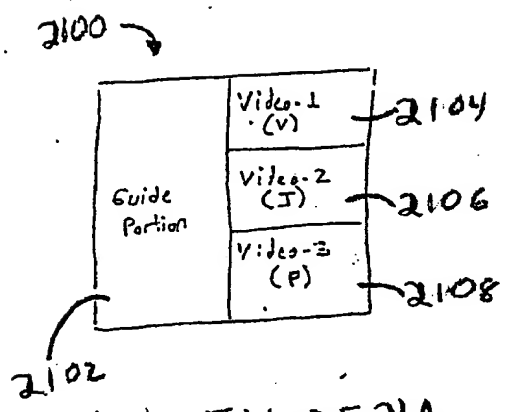 2100
Video-1
(V)
2104
Guide
Portion
Video-2
(I)
2106
Video-3
(P)
2108
2102